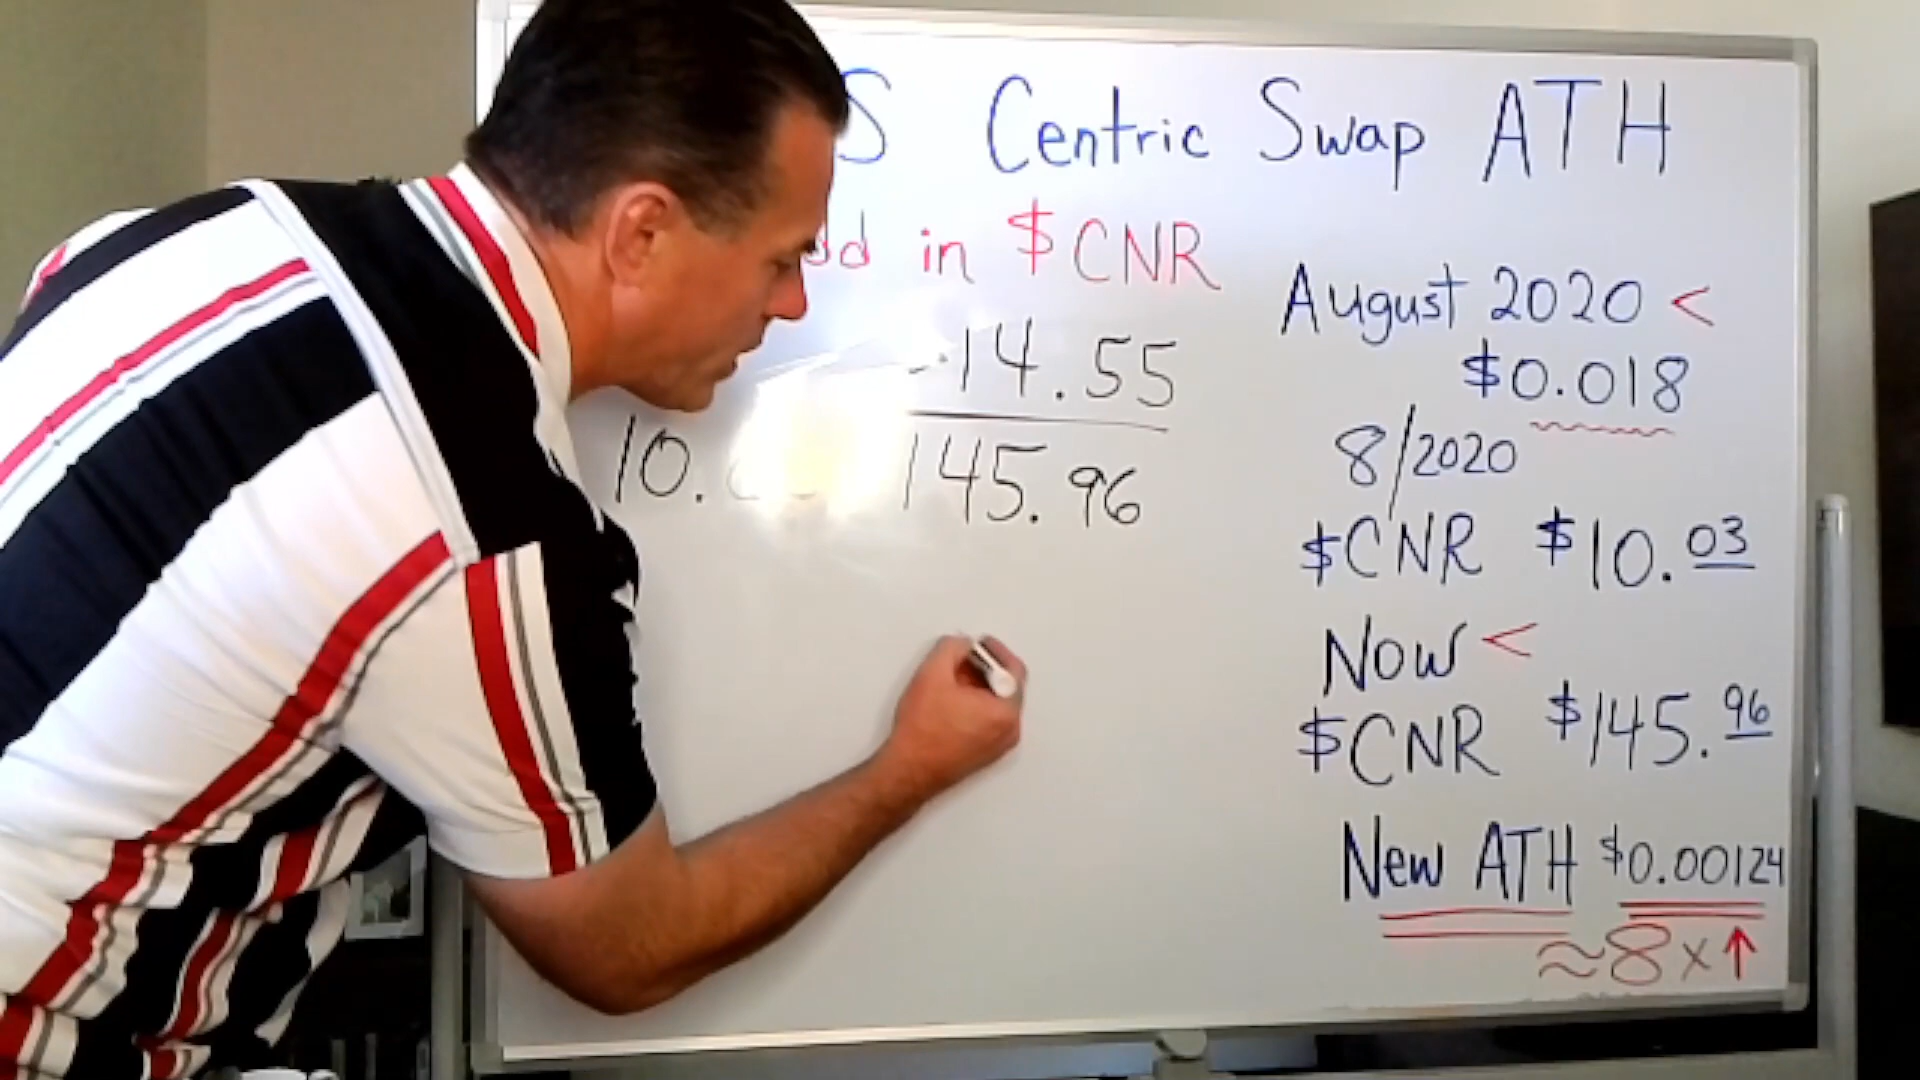 S Centric Swap ATH
in $CNR
14.55
10. 145.96
August 2020 <
$0.018
8/2020
$CNR $10.03
Now <
$CNR $145.96
New ATH $0.00124
≈8x↑